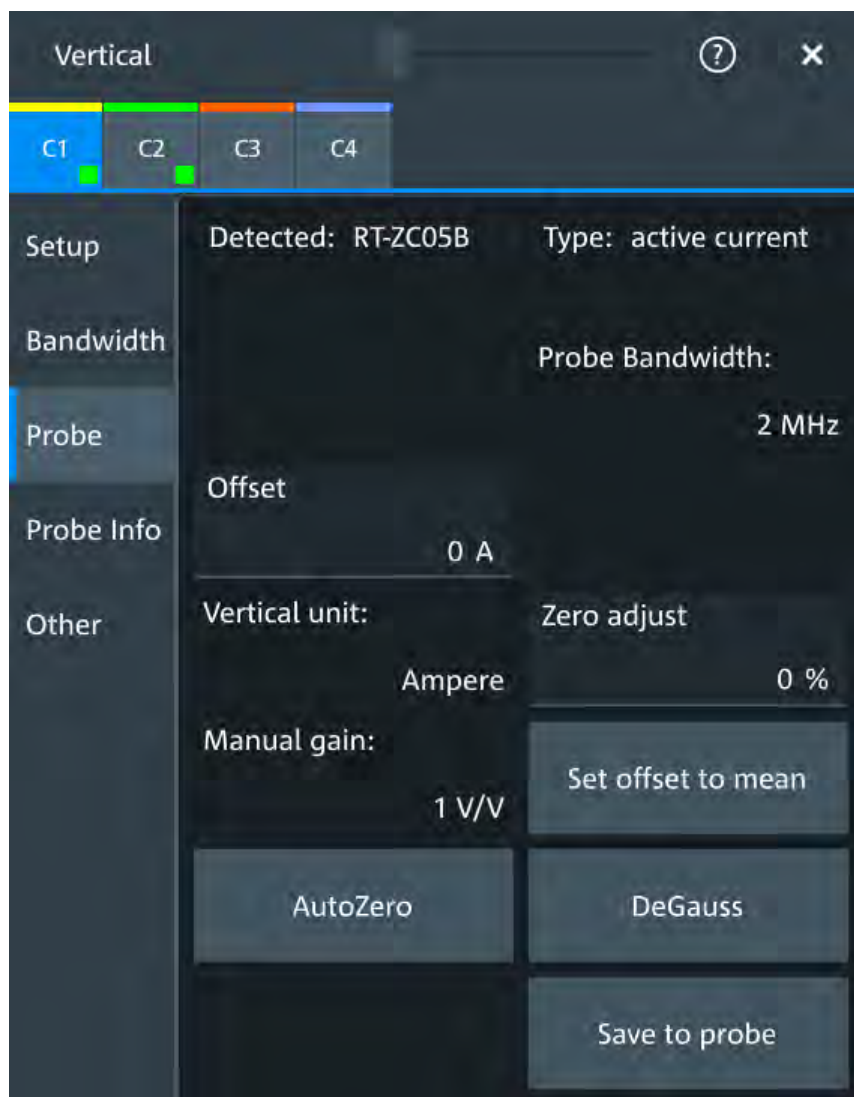 Vertical
?
×
C1 C2 C3 C4
Setup
Bandwidth
Probe
Probe Info
Other
Detected: RT-ZC05B
Type: active current
Probe Bandwidth:
2 MHz
Offset
0 A
Vertical unit:
Ampere
Zero adjust
0 %
Manual gain:
1 V/V
Set offset to mean
AutoZero
DeGauss
Save to probe